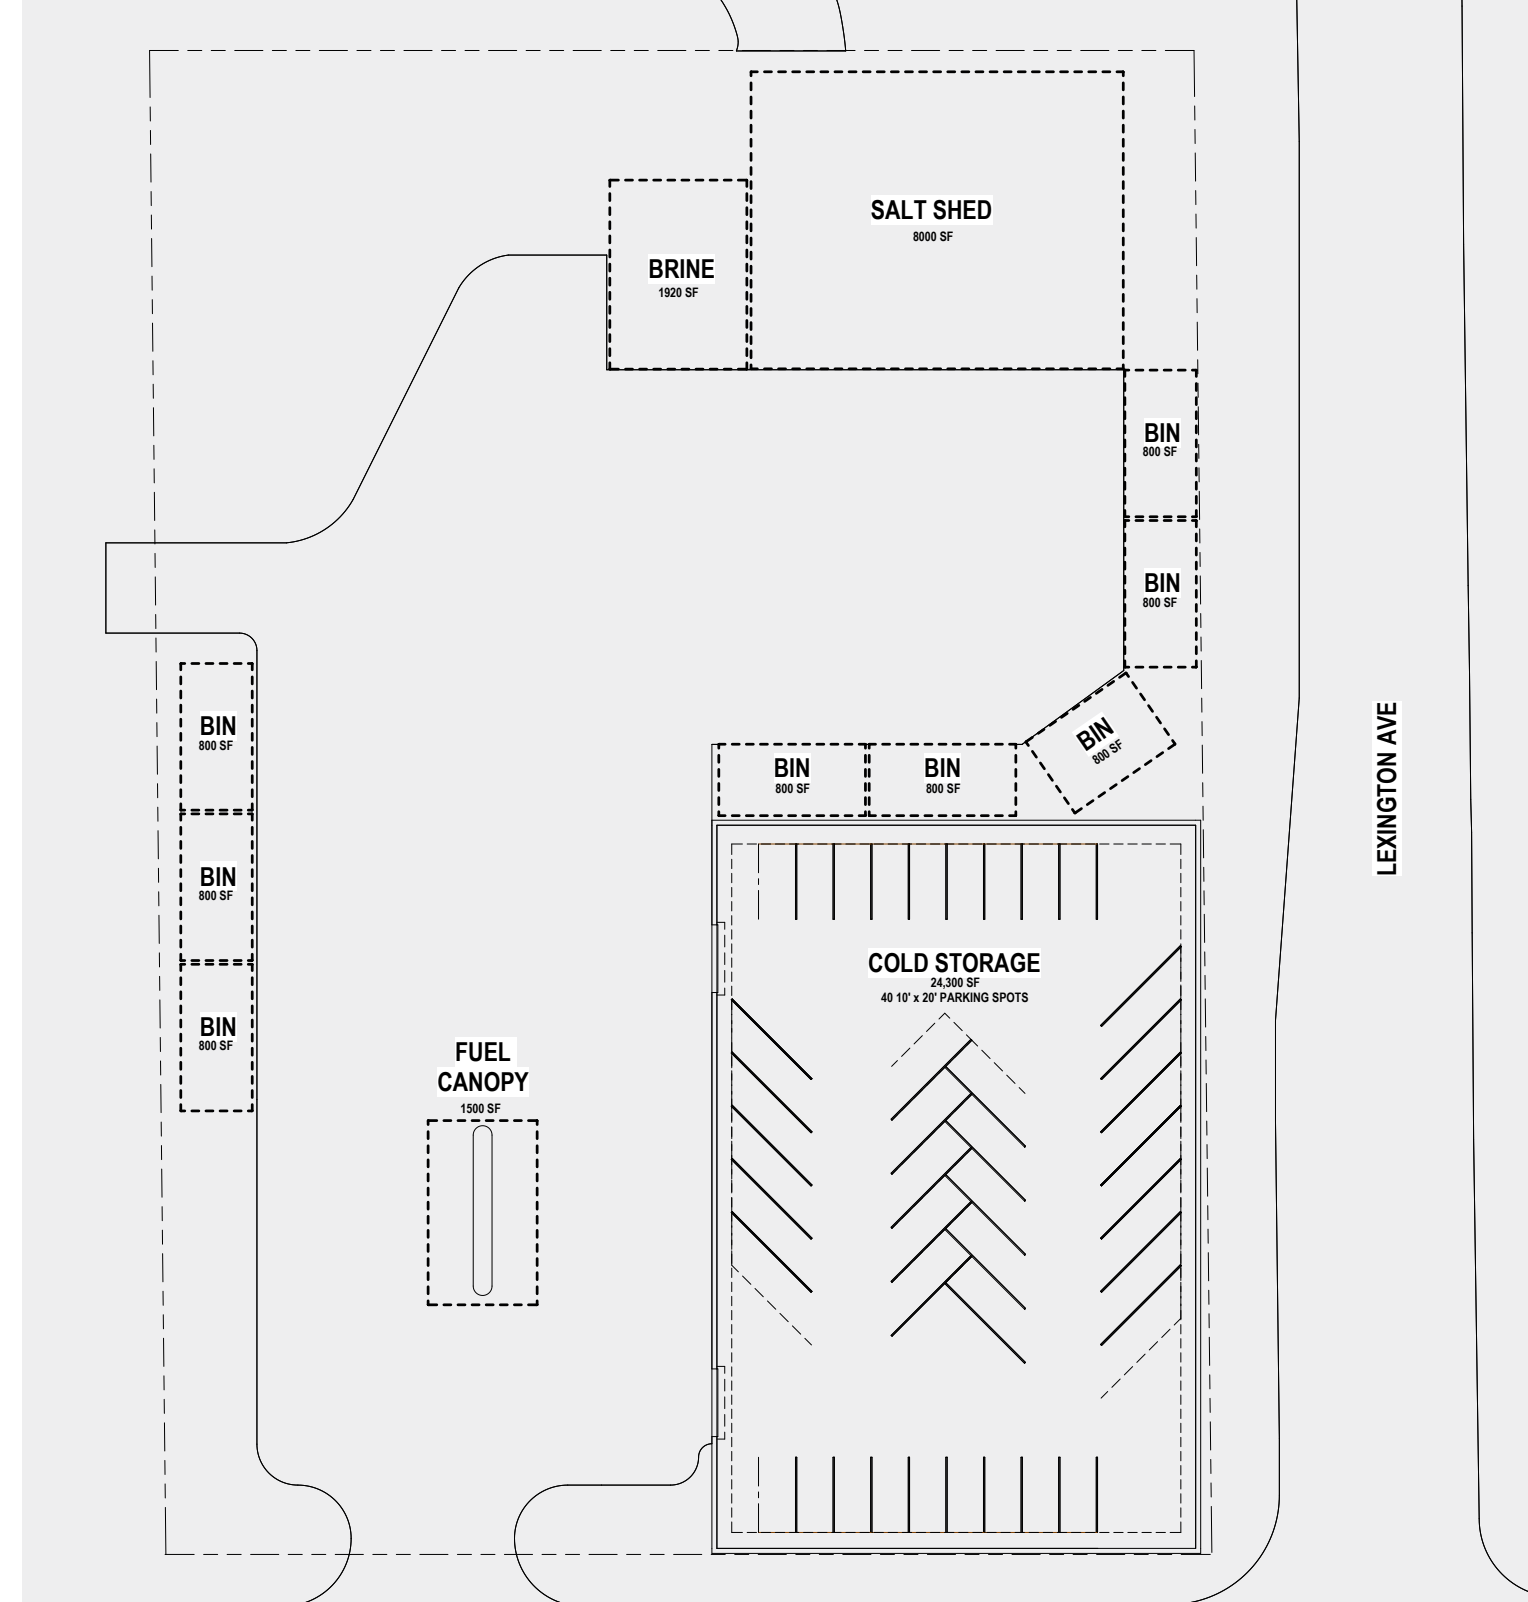 SALT SHED
8000 SF
BRINE
1920 SF
BIN
800 SF
BIN
800 SF
BIN
800 SF
BIN
800 SF
BIN
800 SF
BIN
800 SF
BIN
800 SF
BIN
800 SF
LEXINGTON AVE
COLD STORAGE
24,300 SF
40 10' x 20' PARKING SPOTS
FUEL
CANOPY
1500 SF